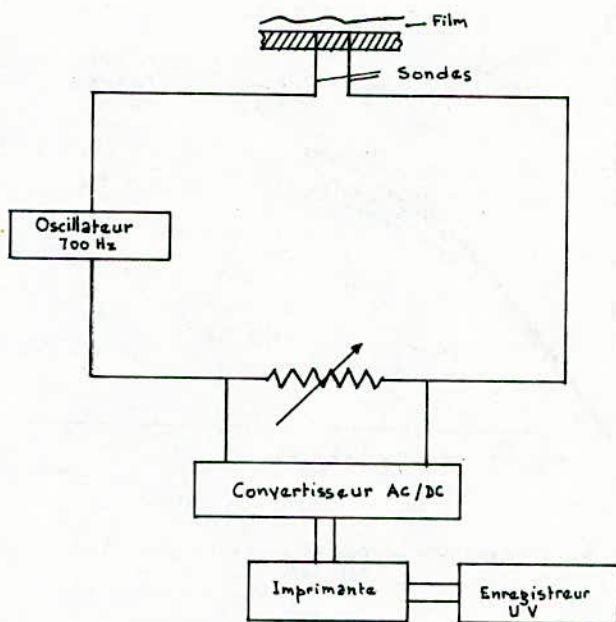 Film
Sondes
Oscillateur
700 Hz
Convertisseur AC/DC
Imprimante
Enregistreur
UV